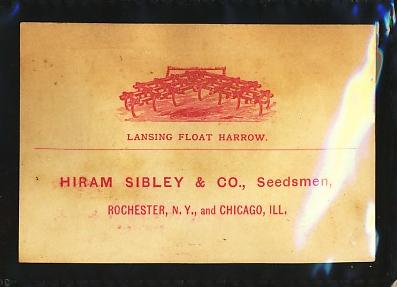 LANSING FLOAT HARROW.
HIRAM SIBLEY & CO., Seedsmen,
ROCHESTER, N. Y., and CHICAGO, ILL.